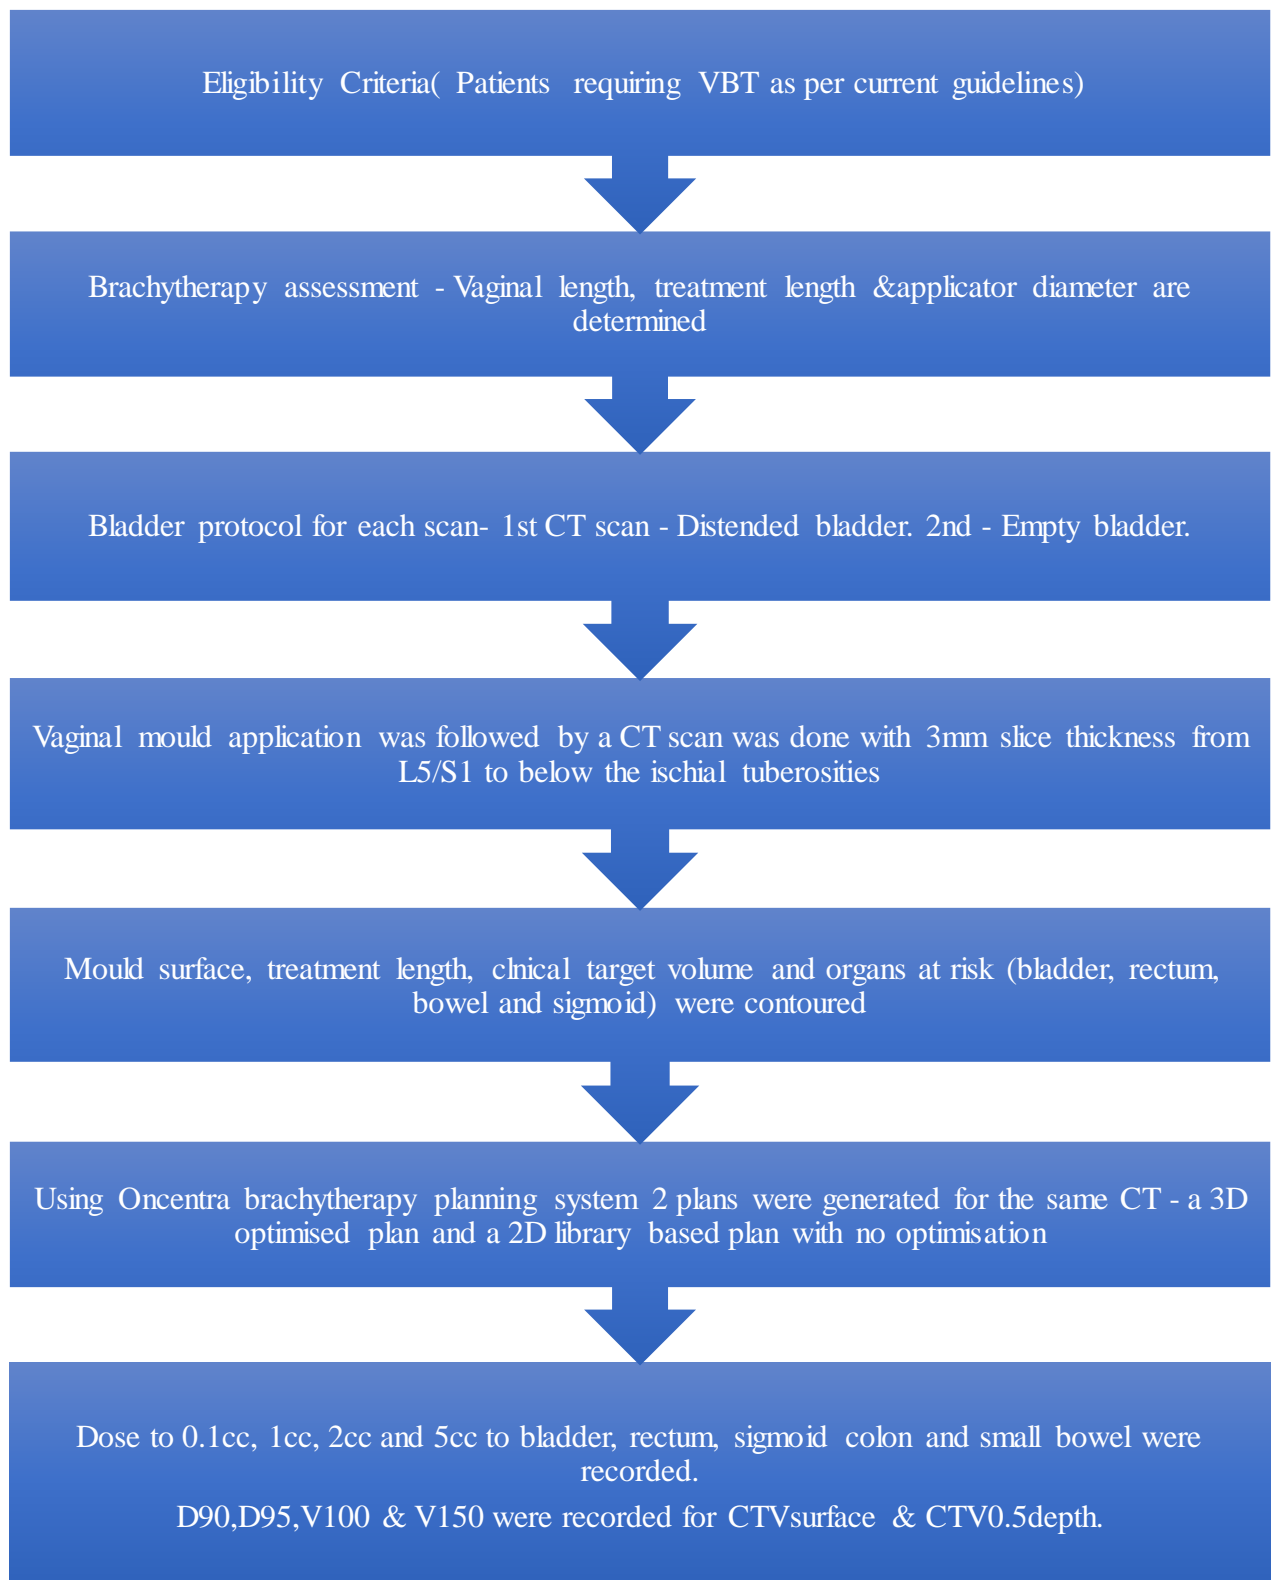 Eligibility Criteria( Patients requiring VBT as per current guidelines)
Brachytherapy assessment - Vaginal length, treatment length &applicator diameter are
determined
Bladder protocol for each scan- 1st CT scan - Distended bladder. 2nd - Empty bladder.
Vaginal mould application was followed by a CT scan was done with 3mm slice thickness from
L5/S1 to below the ischial tuberosities
Mould surface, treatment length, clnical target volume and organs at risk (bladder, rectum,
bowel and sigmoid) were contoured
Using Oncentra brachytherapy planning system 2 plans were generated for the same CT - a 3D
optimised plan and a 2D library based plan with no optimisation
Dose to 0.1cc, 1cc, 2cc and 5cc to bladder, rectum, sigmoid colon and small bowel were
recorded.
D90,D95,V100 & V150 were recorded for CTVsurface & CTV0.5depth.